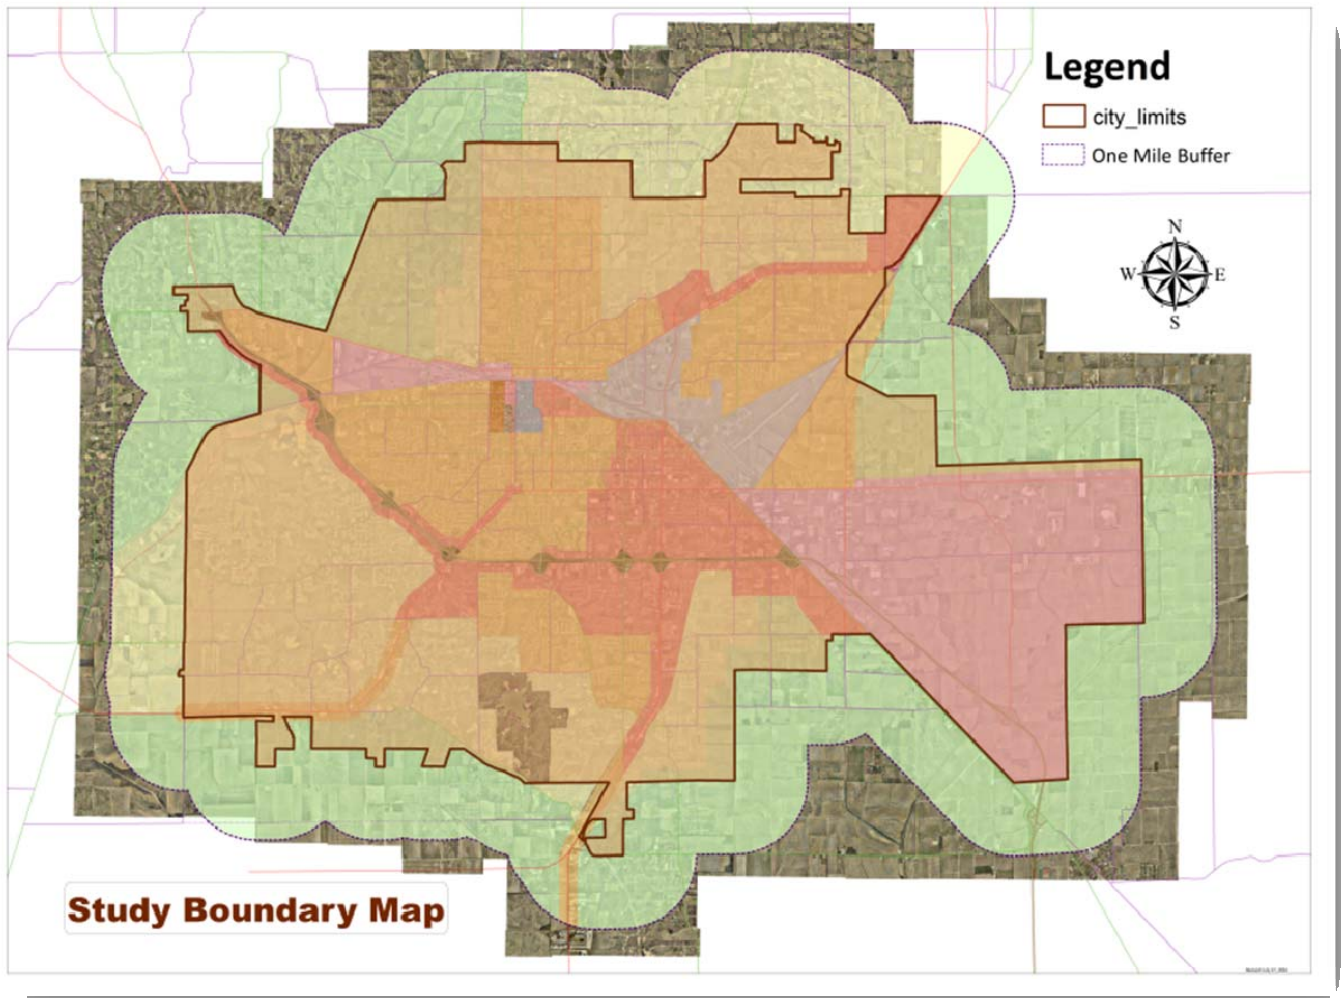 Legend
city_limits
One Mile Buffer
N
W E
S
Study Boundary Map